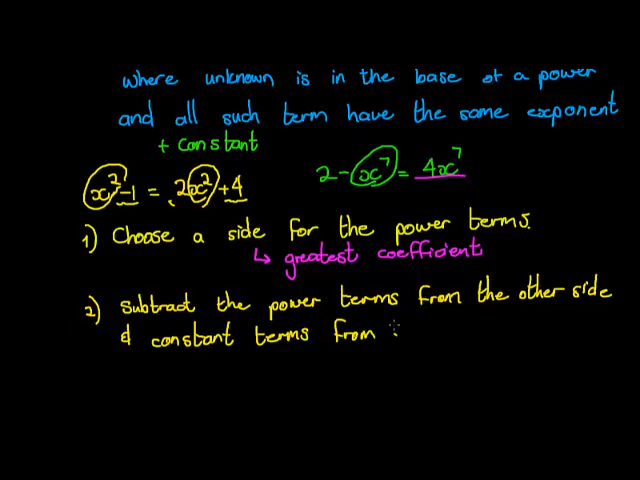 where unknown is in the base of a power
and all such term have the same exponent
+ constant
x² - 1 = 2x² + 4
2 - x⁷ = 4x⁷
1) Choose a side for the power terms.
↳ greatest coefficient
2) Subtract the power terms from the other side
& constant terms from